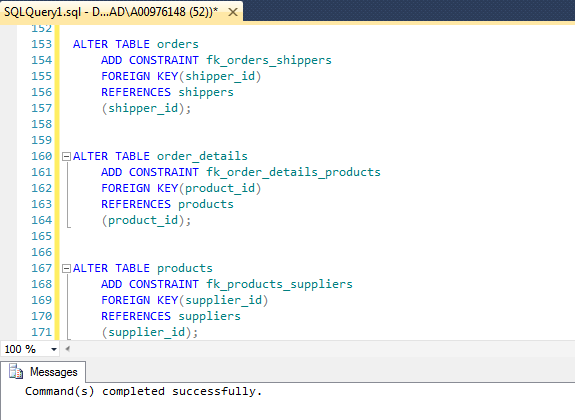 SQLQuery1.sql - D...AD\A00976148 (52))* ×
152
153 ALTER TABLE orders
154 ADD CONSTRAINT fk_orders_shippers
155 FOREIGN KEY(shipper_id)
156 REFERENCES shippers
157 (shipper_id);
158
159
160 ALTER TABLE order_details
161 ADD CONSTRAINT fk_order_details_products
162 FOREIGN KEY(product_id)
163 REFERENCES products
164 (product_id);
165
166
167 ALTER TABLE products
168 ADD CONSTRAINT fk_products_suppliers
169 FOREIGN KEY(supplier_id)
170 REFERENCES suppliers
171 (supplier_id);
100 %
Messages
Command(s) completed successfully.